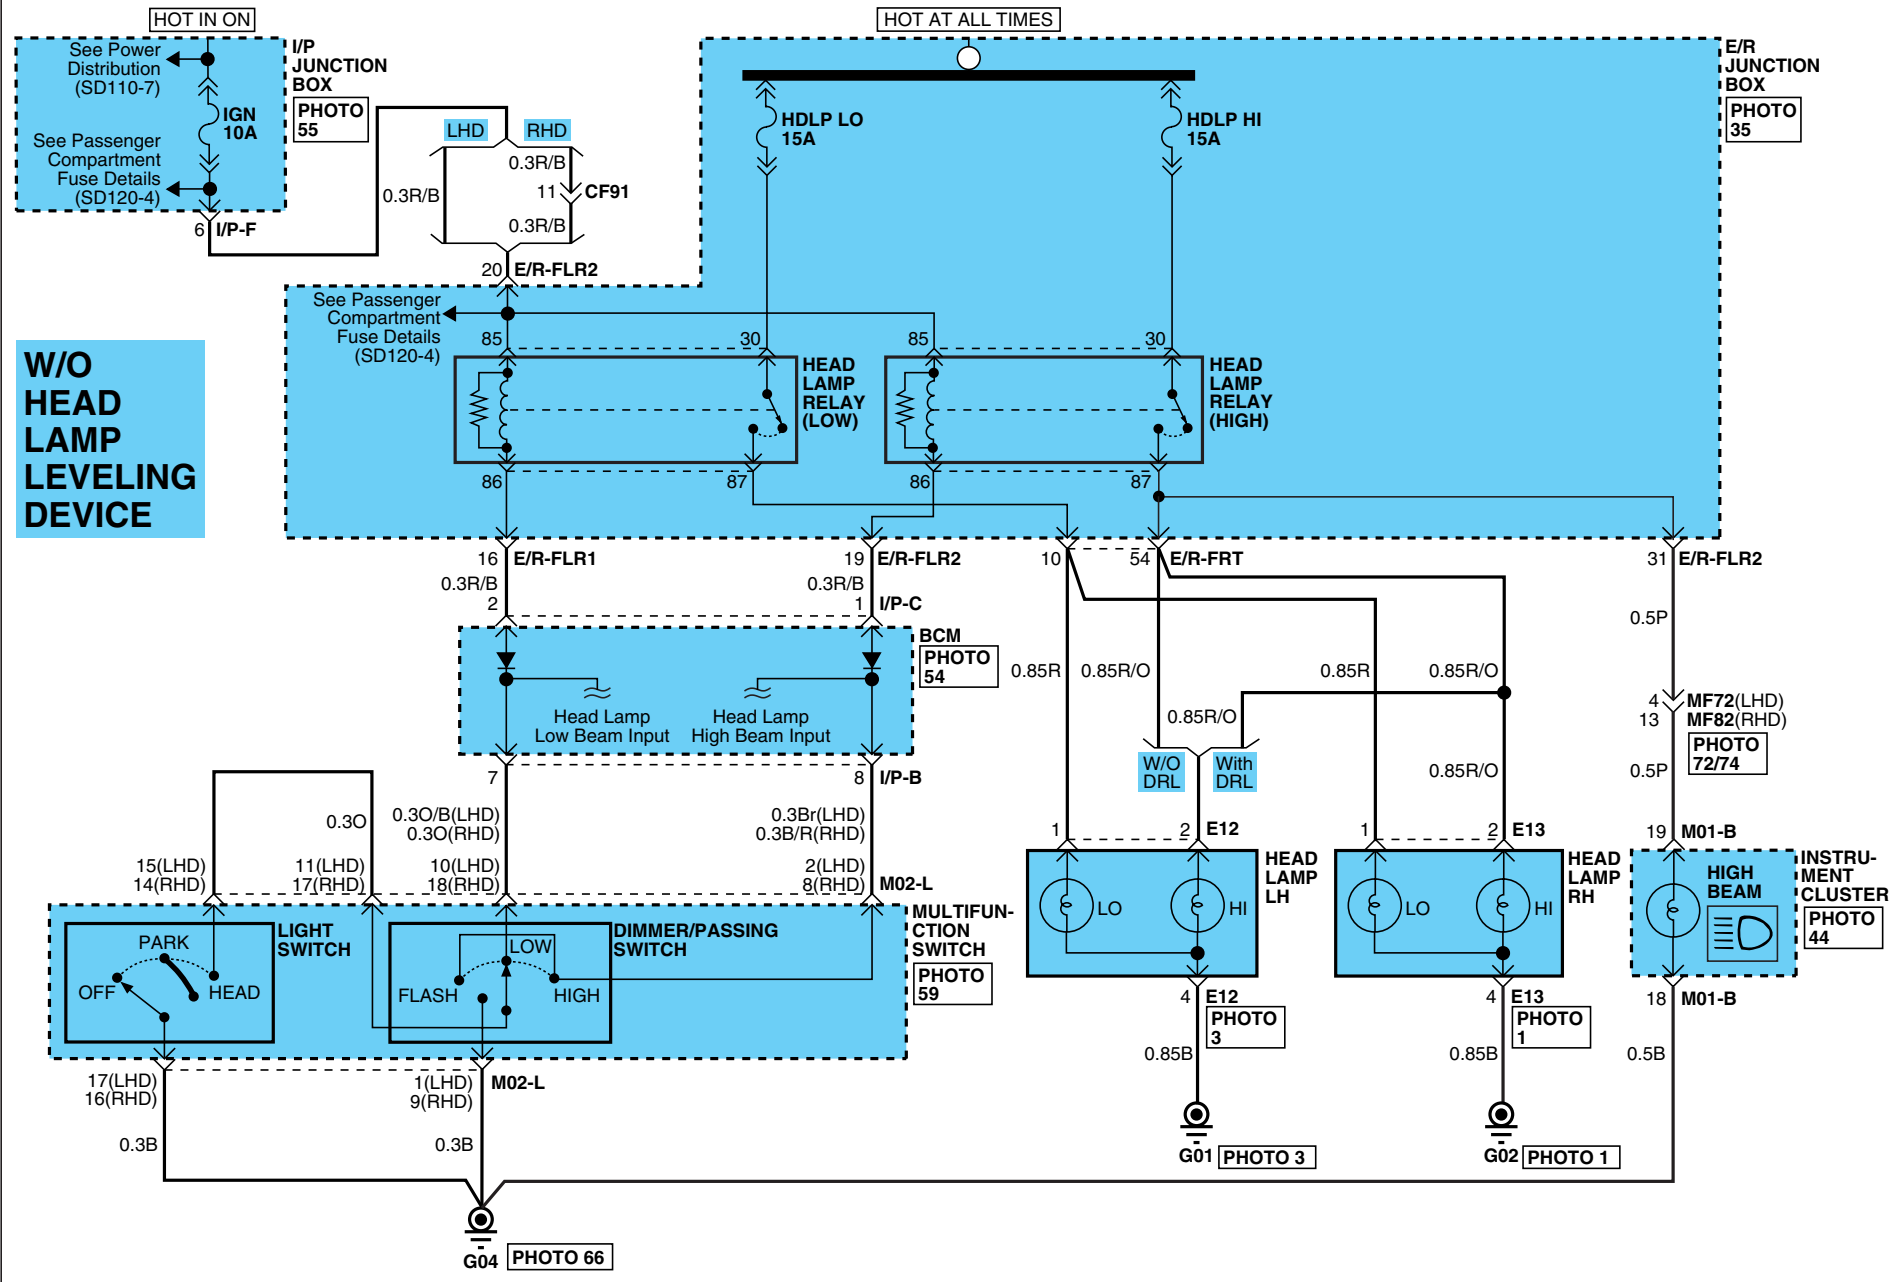 HOT IN ON
HOT AT ALL TIMES
See Power
Distribution
(SD110-7)
IGN
10A
See Passenger
Compartment
Fuse Details
(SD120-4)
I/P
JUNCTION
BOX
PHOTO
55
6 I/P-F
LHD
RHD
0.3R/B
0.3R/B
11
CF91
0.3R/B
20 E/R-FLR2
HDLP LO
15A
HDLP HI
15A
E/R
JUNCTION
BOX
PHOTO
35
See Passenger
Compartment
Fuse Details
(SD120-4)
85
30
85
30
HEAD
LAMP
RELAY
(LOW)
HEAD
LAMP
RELAY
(HIGH)
86
87
86
87
W/O
HEAD
LAMP
LEVELING
DEVICE
16 E/R-FLR1
19 E/R-FLR2
10
54 E/R-FRT
31 E/R-FLR2
0.3R/B
0.3R/B
2
1 I/P-C
BCM
PHOTO
54
Head Lamp
Low Beam Input
Head Lamp
High Beam Input
7
8 I/P-B
0.85R
0.85R/O
0.85R
0.85R/O
0.5P
4 MF72(LHD)
13 MF82(RHD)
PHOTO
72/74
0.85R/O
W/O
DRL
With
DRL
0.85R/O
0.5P
0.3O
0.3O/B(LHD)
0.3O(RHD)
0.3Br(LHD)
0.3B/R(RHD)
15(LHD)
14(RHD)
11(LHD)
17(RHD)
10(LHD)
18(RHD)
2(LHD)
8(RHD)
M02-L
1
2 E12
1
2 E13
19 M01-B
LIGHT
SWITCH
PARK
OFF
HEAD
DIMMER/PASSING
SWITCH
LOW
FLASH
HIGH
MULTIFUN-
CTION
SWITCH
PHOTO
59
LO
HI
HEAD
LAMP
LH
LO
HI
HEAD
LAMP
RH
HIGH
BEAM
INSTRU-
MENT
CLUSTER
PHOTO
44
17(LHD)
16(RHD)
1(LHD)
9(RHD)
M02-L
4 E12
PHOTO
3
4 E13
PHOTO
1
18 M01-B
0.3B
0.3B
0.85B
0.85B
0.5B
G01 PHOTO 3
G02 PHOTO 1
G04 PHOTO 66